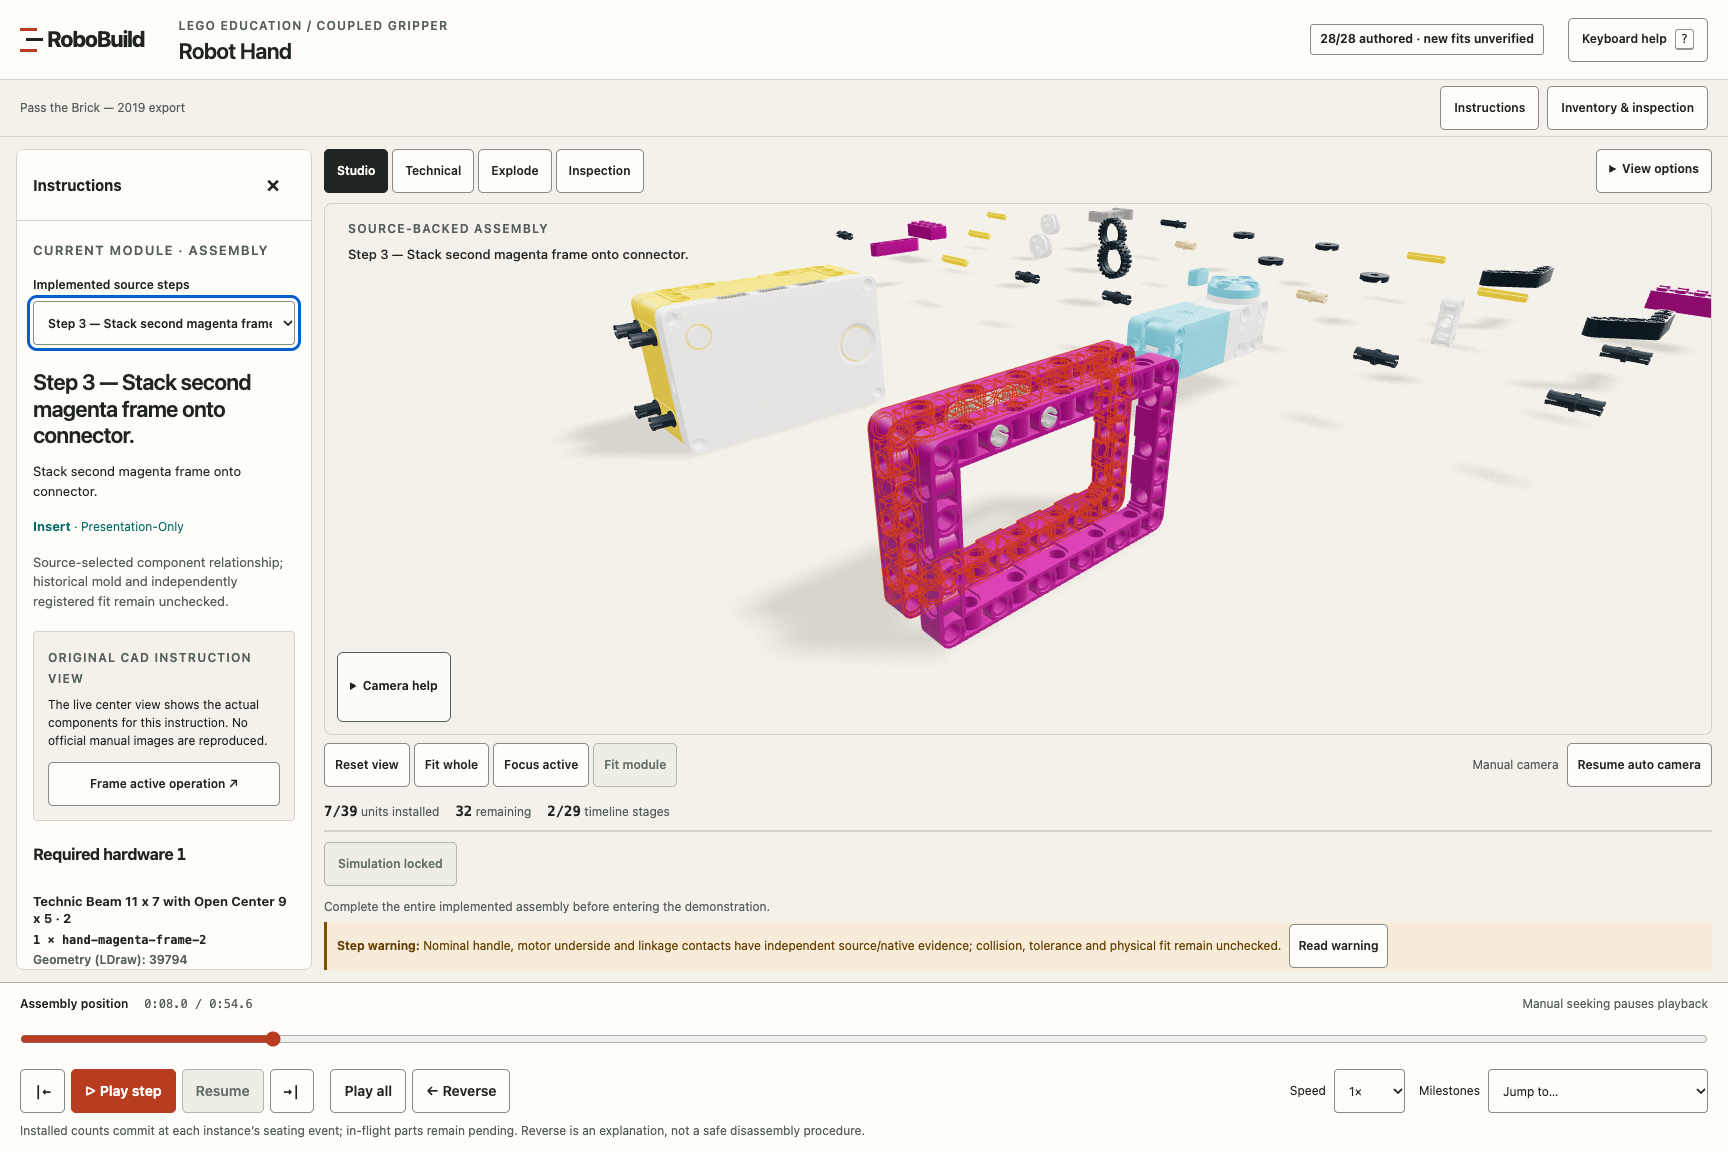 RoboBuild
LEGO EDUCATION / COUPLED GRIPPER
Robot Hand
28/28 authored · new fits unverified
Keyboard help ?
Pass the Brick — 2019 export
Instructions
Inventory & inspection
Instructions
CURRENT MODULE · ASSEMBLY
Implemented source steps
Step 3 — Stack second magenta frame
Step 3 — Stack second
magenta frame onto
connector.
Stack second magenta frame onto
connector.
Insert · Presentation-Only
Source-selected component relationship;
historical mold and independently
registered fit remain unchecked.
ORIGINAL CAD INSTRUCTION
VIEW
The live center view shows the actual
components for this instruction. No
official manual images are reproduced.
Frame active operation ↗
Required hardware 1
Technic Beam 11 x 7 with Open Center 9
x 5 · 2
1 × hand-magenta-frame-2
Geometry (LDraw): 39794
Studio
Technical
Explode
Inspection
▶ View options
SOURCE-BACKED ASSEMBLY
Step 3 — Stack second magenta frame onto connector.
▶ Camera help
Reset view
Fit whole
Focus active
Fit module
Manual camera
Resume auto camera
7/39 units installed 32 remaining 2/29 timeline stages
Simulation locked
Complete the entire implemented assembly before entering the demonstration.
Step warning: Nominal handle, motor underside and linkage contacts have independent source/native evidence; collision, tolerance and physical fit remain unchecked.
Read warning
Assembly position 0:08.0 / 0:54.6
Manual seeking pauses playback
|←
▷ Play step
Resume
→|
Play all
← Reverse
Speed 1×
Milestones Jump to…
Installed counts commit at each instance's seating event; in-flight parts remain pending. Reverse is an explanation, not a safe disassembly procedure.